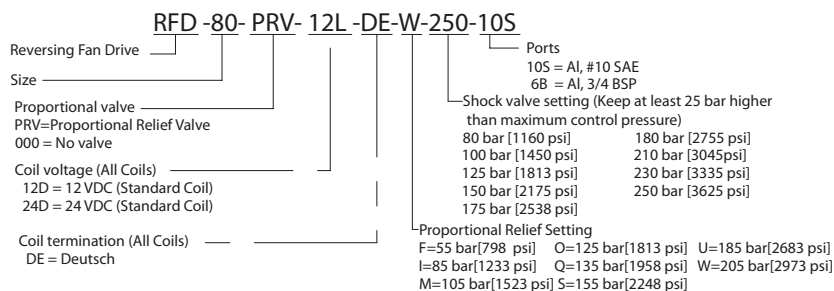 RFD -80- PRV- 12L -DE-W-250-10S
Reversing Fan Drive
Size
Proportional valve
PRV=Proportional Relief Valve
000 = No valve
Coil voltage (All Coils)
12D = 12 VDC (Standard Coil)
24D = 24 VDC (Standard Coil)
Coil termination (All Coils)
DE = Deutsch
Ports
10S = Al, #10 SAE
6B = Al, 3/4 BSP
Shock valve setting (Keep at least 25 bar higher
than maximum control pressure)
80 bar [1160 psi] 180 bar [2755 psi]
100 bar [1450 psi] 210 bar [3045psi]
125 bar [1813 psi] 230 bar [3335 psi]
150 bar [2175 psi] 250 bar [3625 psi]
175 bar [2538 psi]
Proportional Relief Setting
F=55 bar[798 psi] O=125 bar[1813 psi] U=185 bar[2683 psi]
I=85 bar[1233 psi] Q=135 bar[1958 psi] W=205 bar[2973 psi]
M=105 bar[1523 psi] S=155 bar[2248 psi]